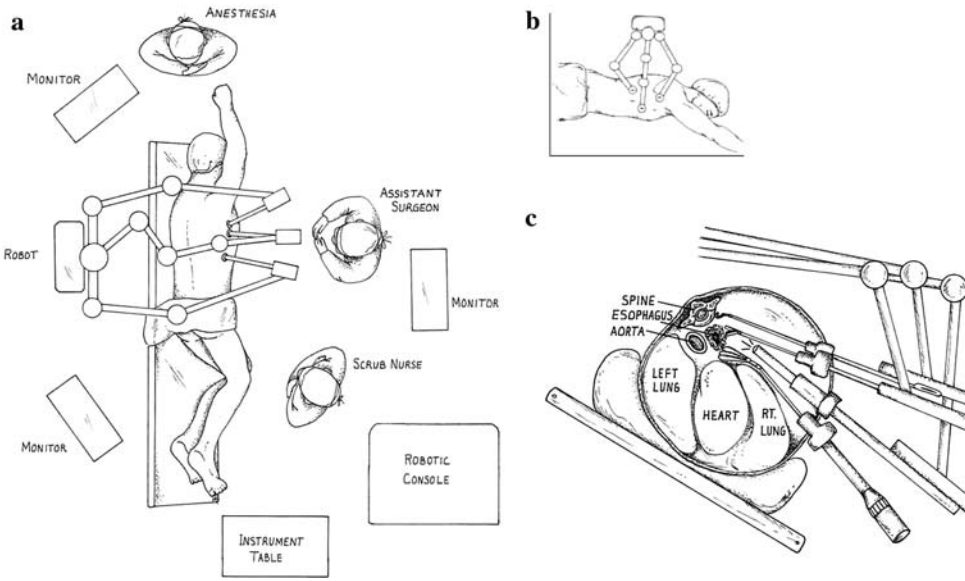 a
ANESTHESIA
MONITOR
ROBOT
ASSISTANT
SURGEON
MONITOR
SCRUB NURSE
MONITOR
ROBOTIC
CONSOLE
INSTRUMENT
TABLE
b
c
SPINE
ESOPHAGUS
AORTA
LEFT
LUNG
HEART
RT.
LUNG